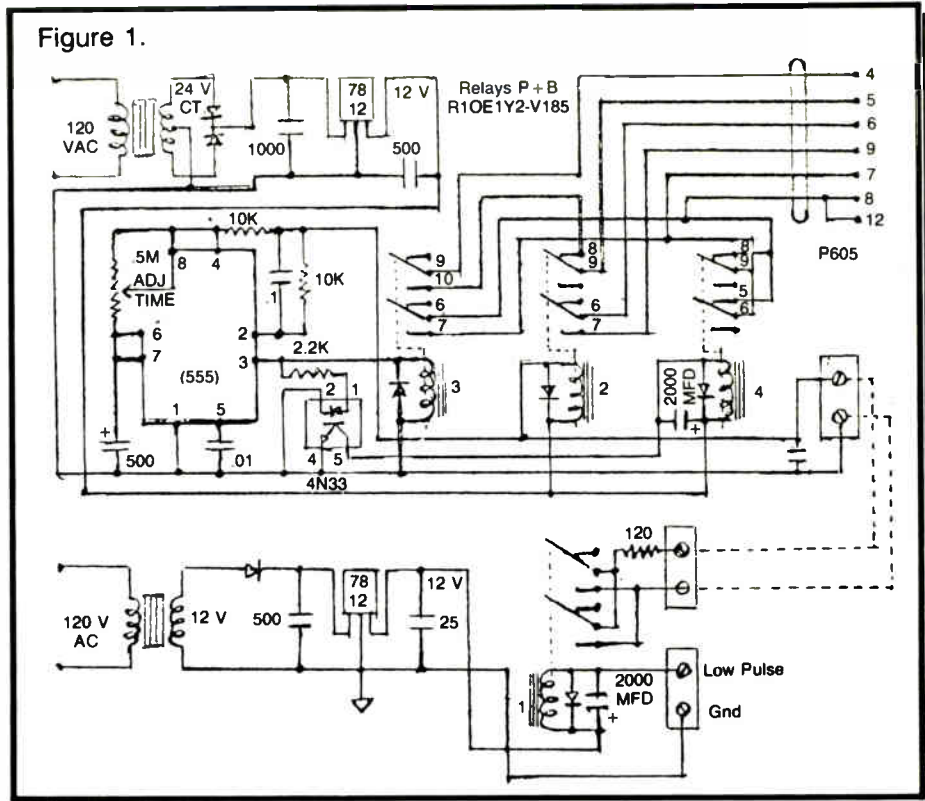 Figure 1.
24 V
CT
78
12
12 V
Relays P + B
R1OE1Y2-V185
4
5
6
9
7
8
12
P605
120
VAC
1000
500
10K
.5M
ADJ
TIME
8
4
.1
10K
6
7
2
3
(555)
2.2K
1
5
+
500
.01
2
1
4
5
4N33
9
10
6
7
3
8
9
6
7
2
8
9
5
6
2000
MFD
+
4
120 V
AC
12 V
500
78
12
12 V
25
120
1
2000
MFD
+
Low Pulse
Gnd